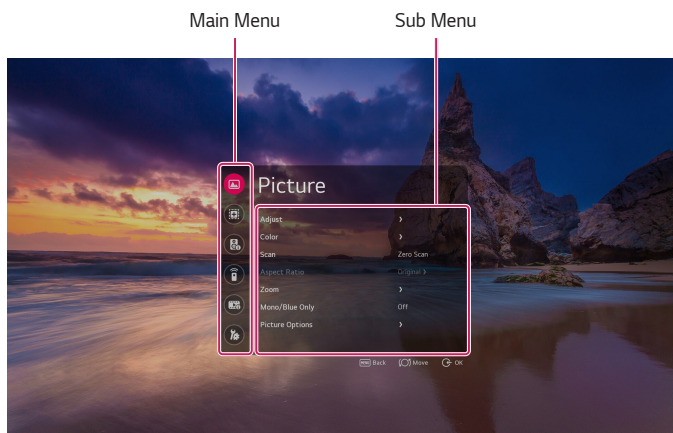 Main Menu Sub Menu
Picture
Adjust
Color
Scan Zero Scan
Aspect Ratio Original
Zoom
Mono/Blue Only Off
Picture Options
MENU Back Move OK